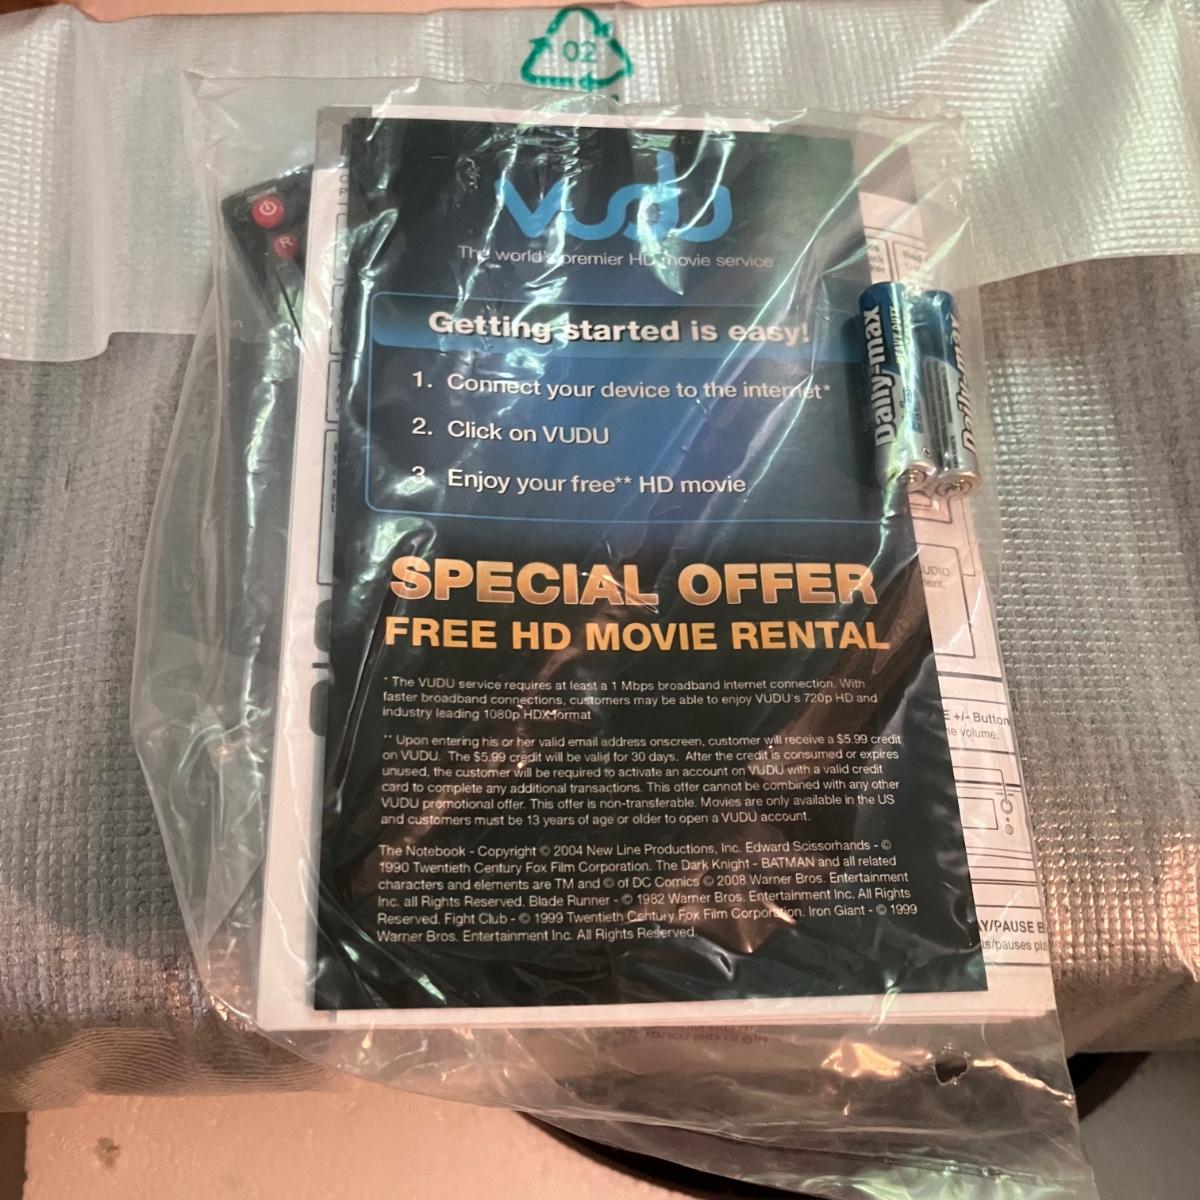 02
vudu
The world's premier HD movie service
Getting started is easy!
1. Connect your device to the internet*
2. Click on VUDU
3 Enjoy your free** HD movie
Daily-max
Daily-max
R
SPECIAL OFFER
FREE HD MOVIE RENTAL
* The VUDU service requires at least a 1 Mbps broadband internet connection. With
faster broadband connections, customers may be able to enjoy VUDU's 720p HD and
industry leading 1080p HDX format
** Upon entering his or her valid email address onscreen, customer will receive a $5.99 credit
on VUDU. The $5.99 credit will be valid for 30 days. After the credit is consumed or expires
unused, the customer will be required to activate an account on VUDU with a valid credit
card to complete any additional transactions. This offer cannot be combined with any other
VUDU promotional offer. This offer is non-transferable. Movies are only available in the US
and customers must be 13 years of age or older to open a VUDU account.
The Notebook - Copyright © 2004 New Line Productions, Inc. Edward Scissorhands - ©
1990 Twentieth Century Fox Film Corporation. The Dark Knight - BATMAN and all related
characters and elements are TM and © of DC Comics © 2008 Warner Bros. Entertainment
Inc. all Rights Reserved. Blade Runner - © 1982 Warner Bros. Entertainment Inc. All Rights
Reserved. Fight Club - © 1999 Twentieth Century Fox Film Corporation. Iron Giant - © 1999
Warner Bros. Entertainment Inc. All Rights Reserved.
UDIO
E +/- Button
e volume.
Y/PAUSE B
ts/pauses pla